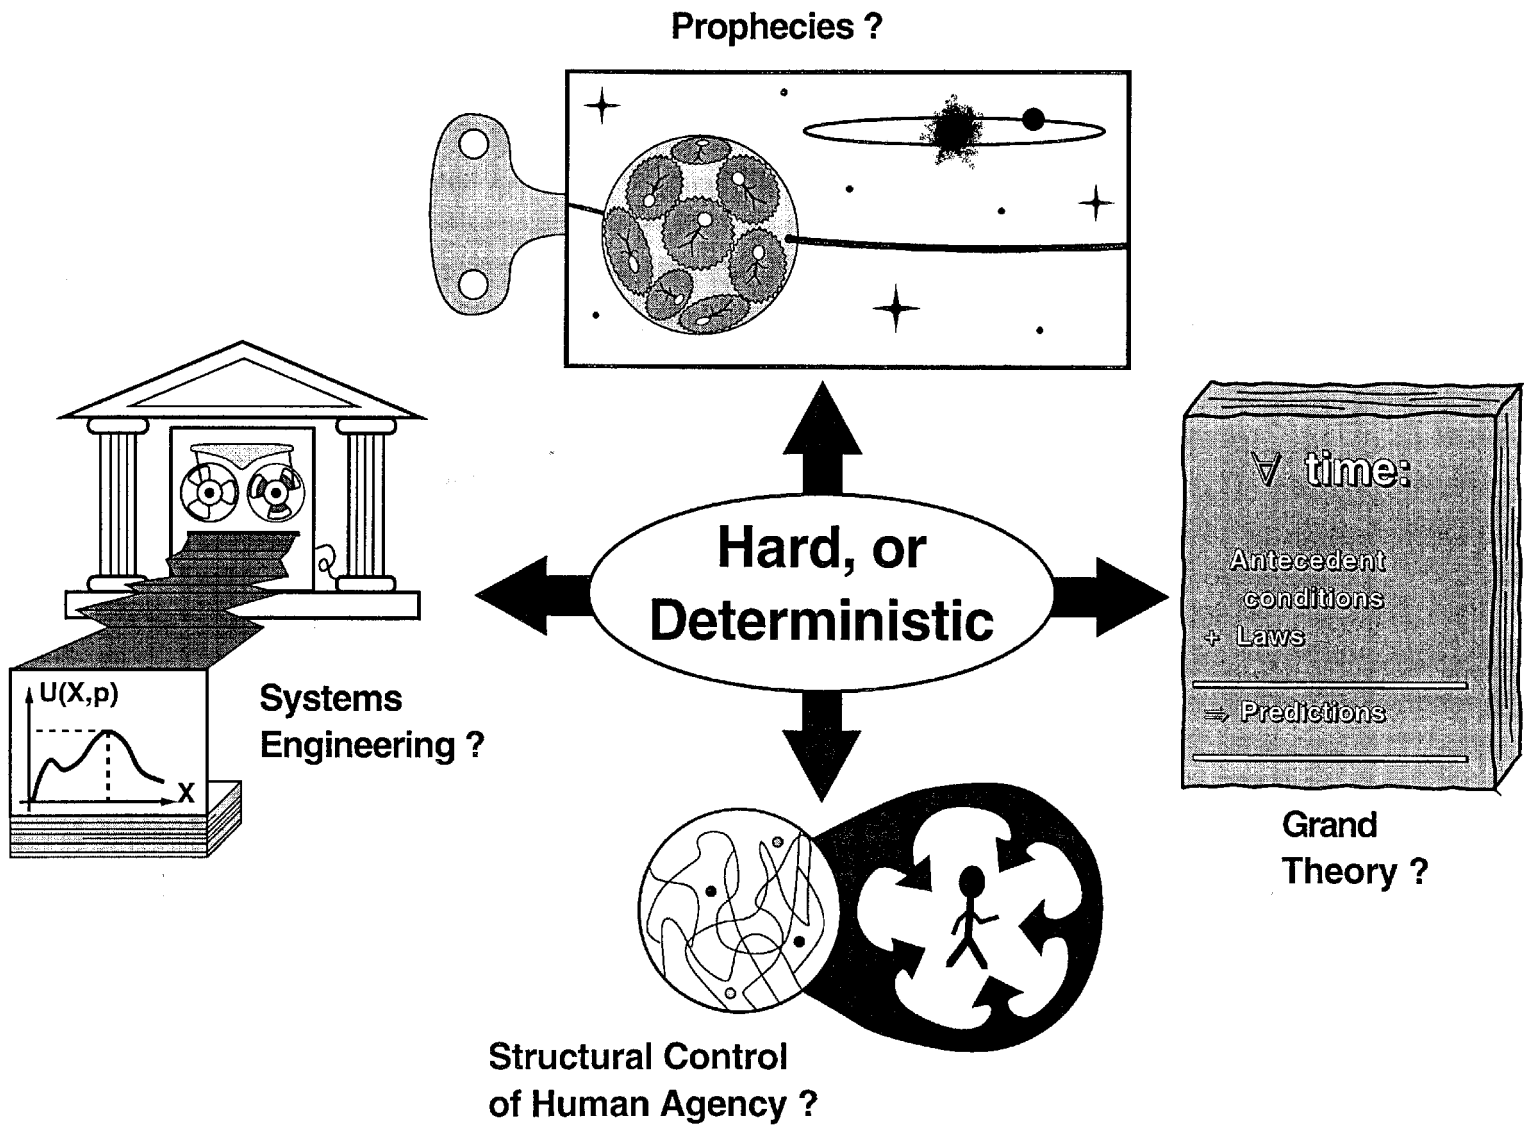 Prophecies ?
∀ time:
Antecedent
conditions
+ Laws
⇒ Predictions
Hard, or
Deterministic
U(X,p)
X
Systems
Engineering ?
Grand
Theory ?
Structural Control
of Human Agency ?